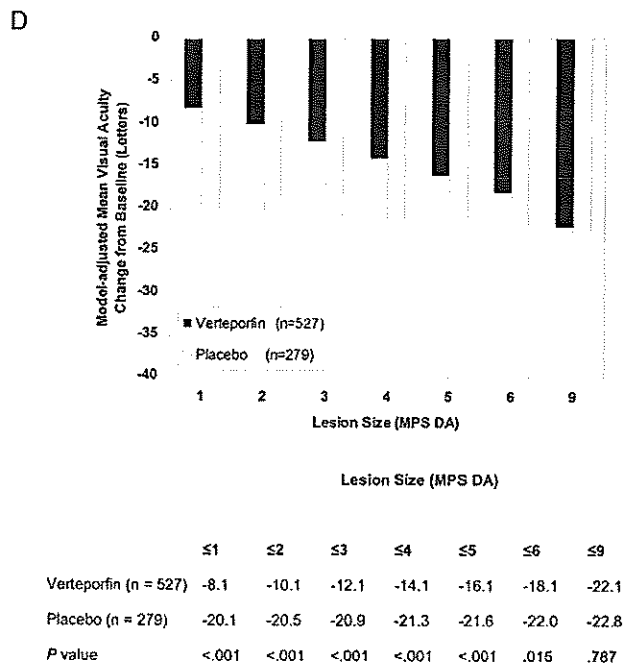 D
Model-adjusted Mean Visual Acuity
Change from Baseline (Letters)
0
-5
-10
-15
-20
-25
-30
-35
-40
Verteporfin (n=527)
Placebo (n=279)
1 2 3 4 5 6 9
Lesion Size (MPS DA)
Lesion Size (MPS DA)
≤1 ≤2 ≤3 ≤4 ≤5 ≤6 ≤9
Verteporfin (n = 527) -8.1 -10.1 -12.1 -14.1 -16.1 -18.1 -22.1
Placebo (n = 279) -20.1 -20.5 -20.9 -21.3 -21.6 -22.0 -22.8
P value <.001 <.001 <.001 <.001 <.001 .015 .787